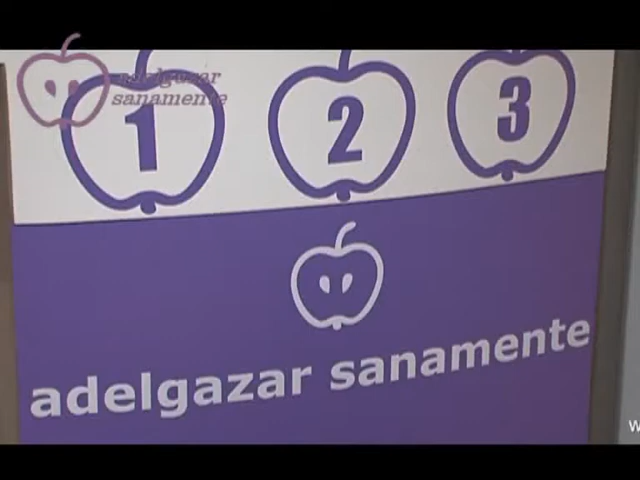 adelgazar
sanamente
1 2 3
adelgazar sanamente
w